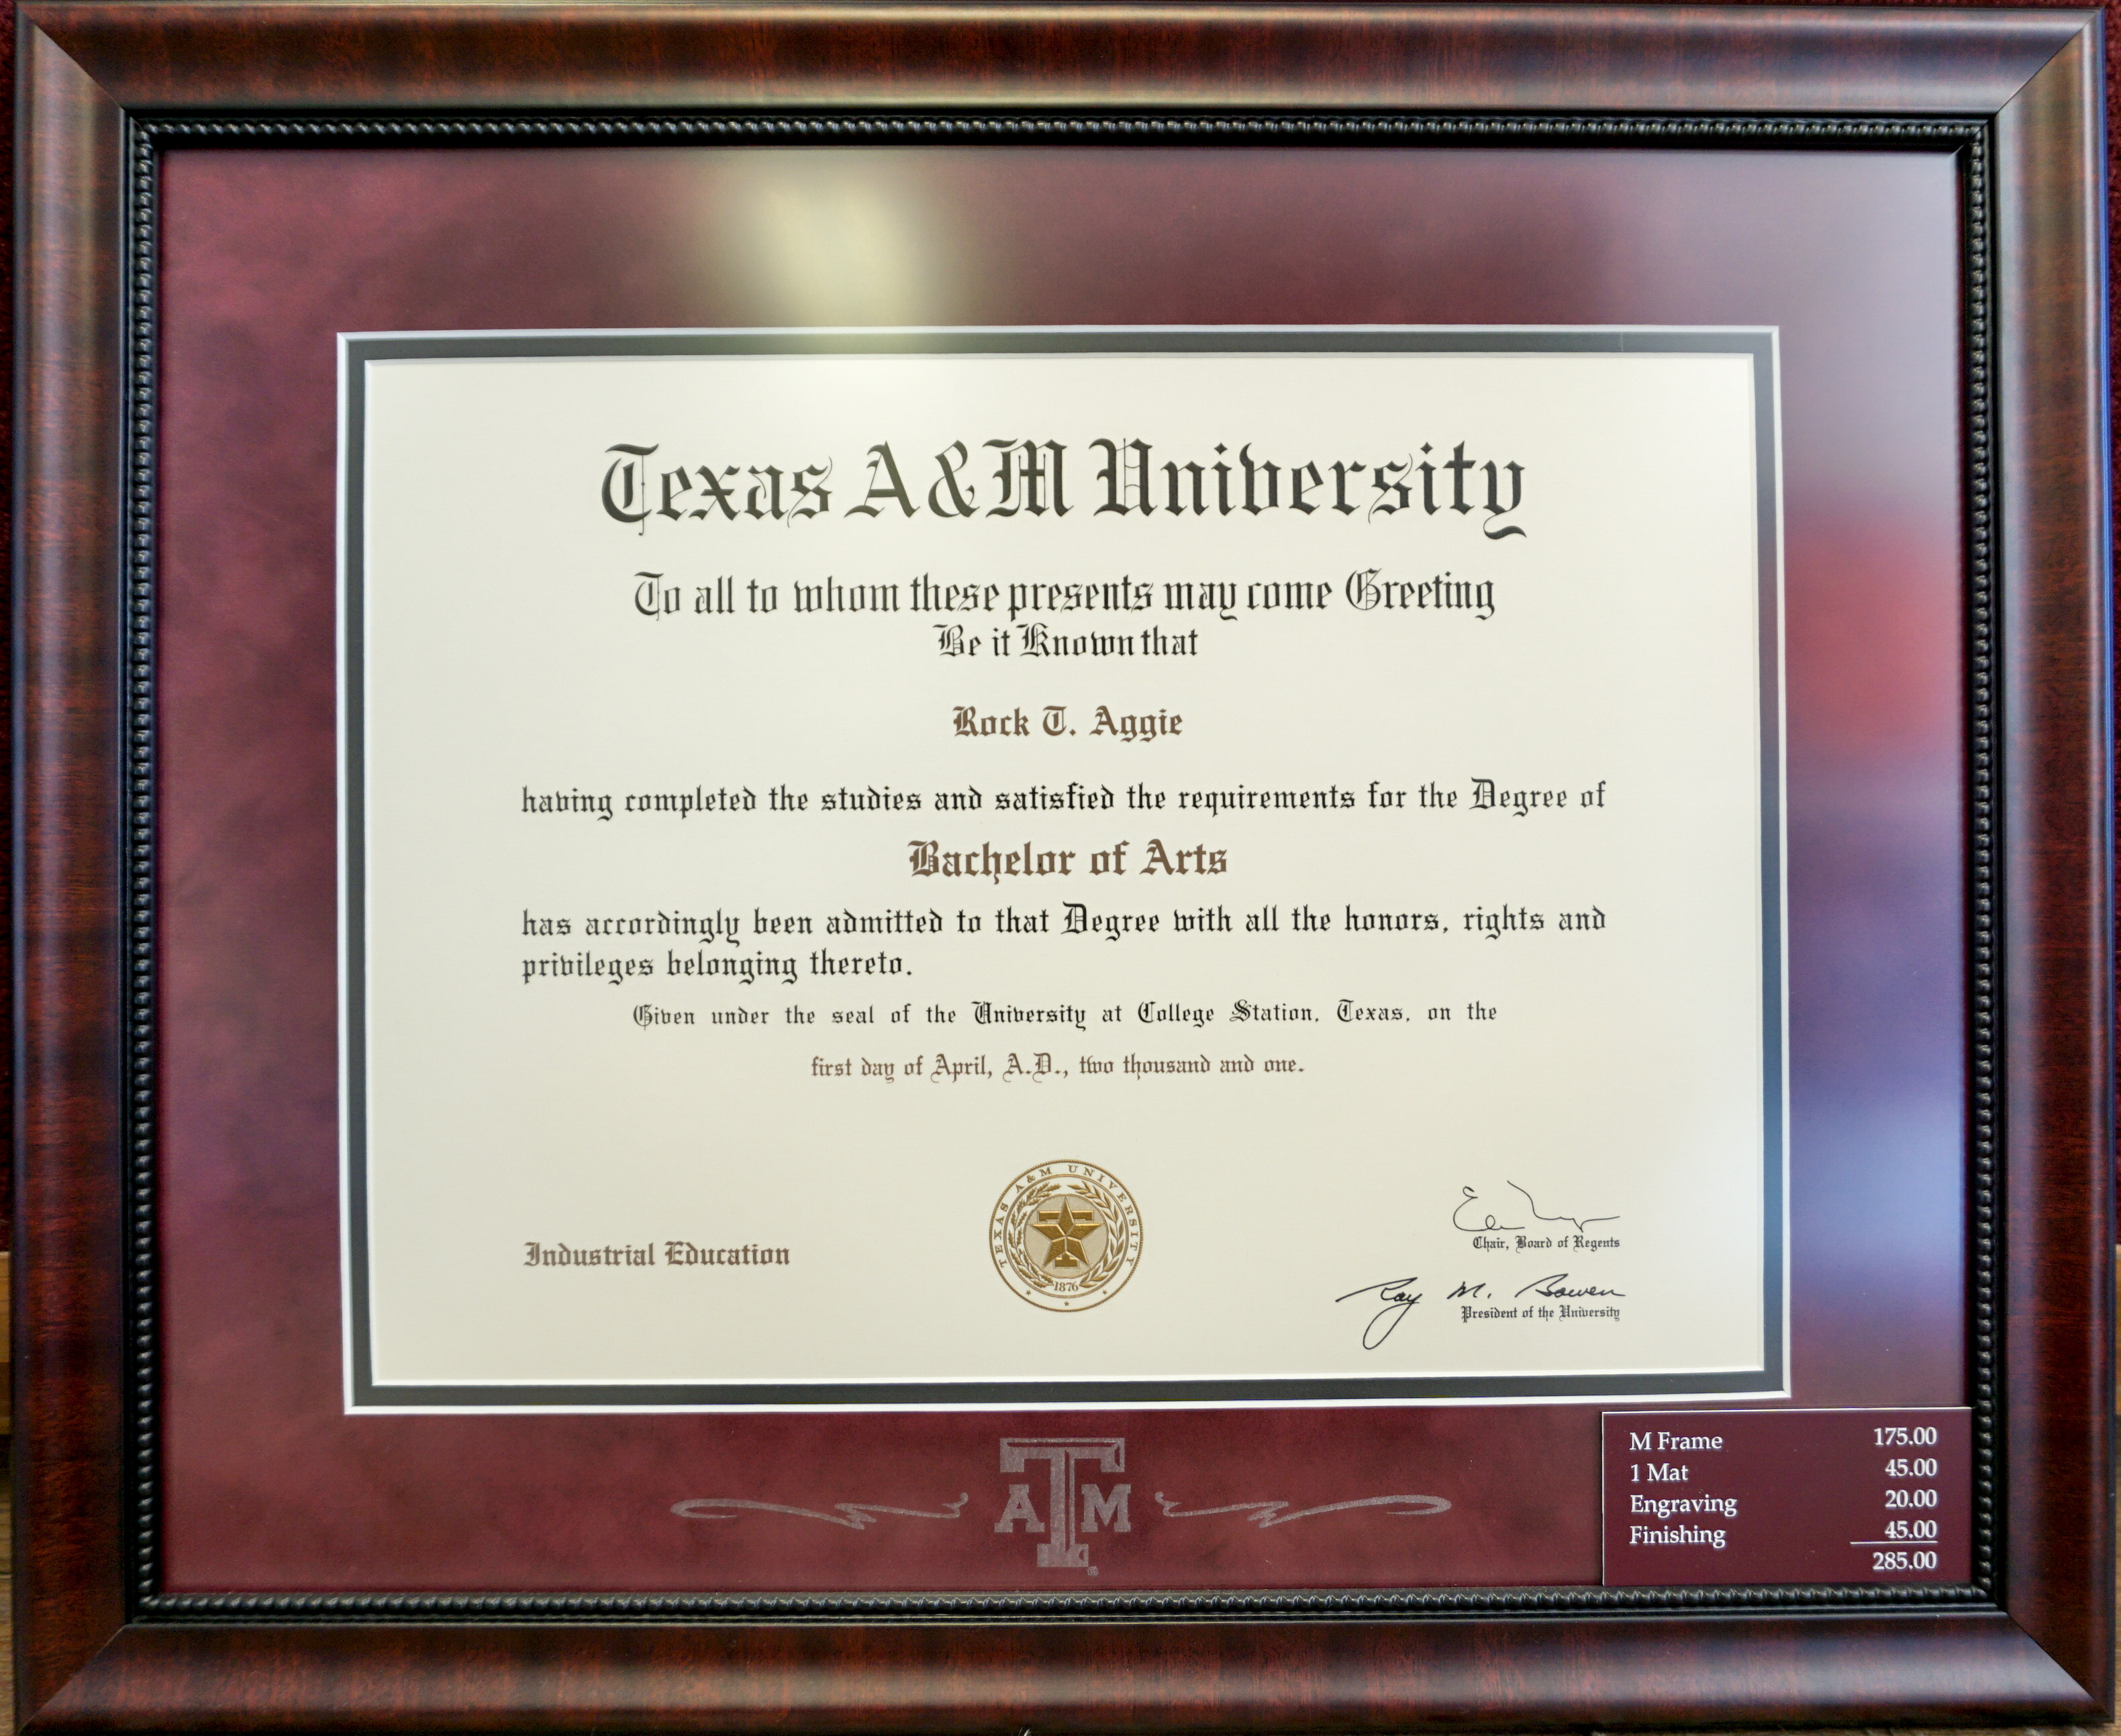 Texas A&M University
To all to whom these presents may come Greeting
Be it Known that
Rock T. Aggie
having completed the studies and satisfied the requirements for the Degree of
Bachelor of Arts
has accordingly been admitted to that Degree with all the honors, rights and
privileges belonging thereto.
Given under the seal of the University at College Station, Texas, on the
first day of April, A.D., two thousand and one.
Industrial Education
TEXAS A&M UNIVERSITY
1876
Chair, Board of Regents
Ray M. Bowen
President of the University
ATM
M Frame 175.00
1 Mat 45.00
Engraving 20.00
Finishing 45.00
285.00